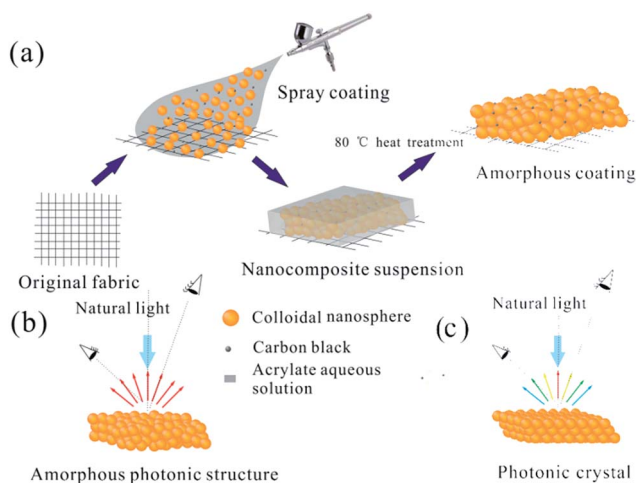 (a)
Spray coating
80 ℃ heat treatment
Amorphous coating
Original fabric
Nanocomposite suspension
(b)
Natural light
Colloidal nanosphere
Carbon black
Acrylate aqueous
solution
Amorphous photonic structure
(c)
Natural light
Photonic crystal